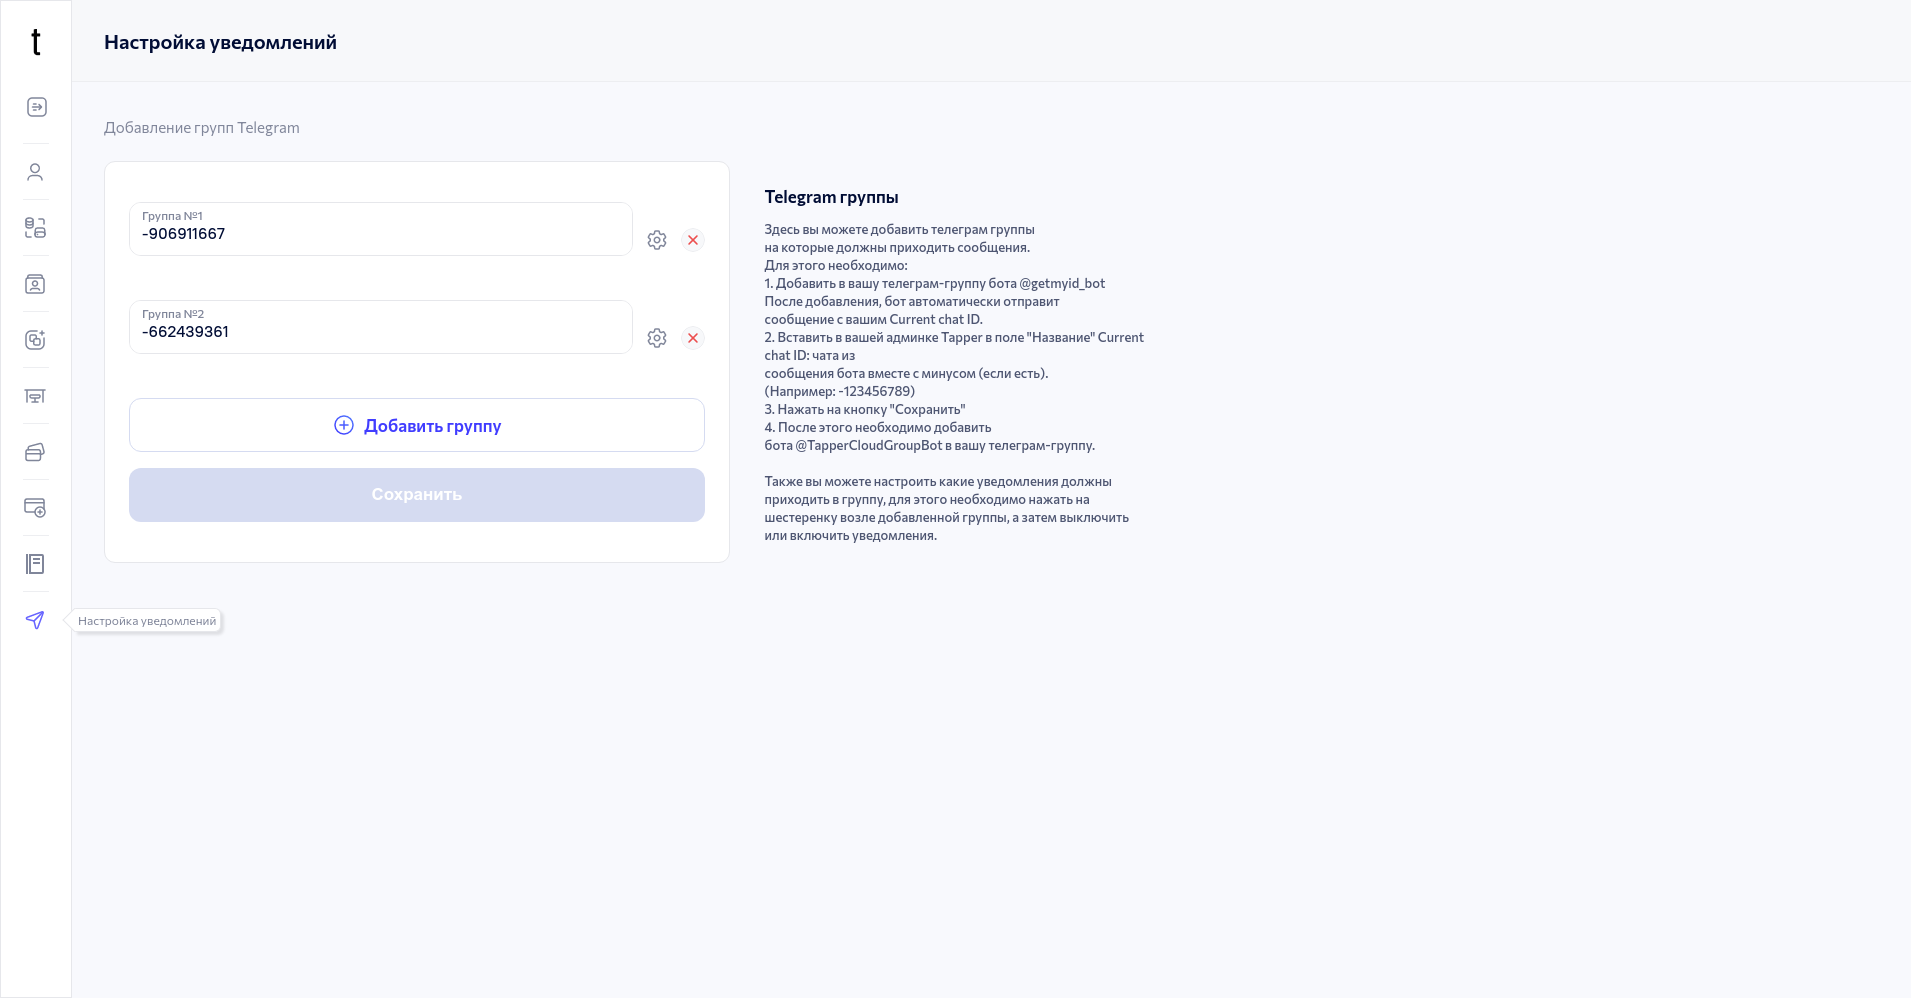 t
Настройка уведомлений
Добавление групп Telegram
Группа №1
-906911667
Группа №2
-662439361
Добавить группу
Сохранить
Telegram группы
Здесь вы можете добавить телеграм группы
на которые должны приходить сообщения.
Для этого необходимо:
1. Добавить в вашу телеграм-группу бота @getmyid_bot
После добавления, бот автоматически отправит
сообщение с вашим Current chat ID.
2. Вставить в вашей админке Tapper в поле "Название" Current
chat ID: чата из
сообщения бота вместе с минусом (если есть).
(Например: -123456789)
3. Нажать на кнопку "Сохранить"
4. После этого необходимо добавить
бота @TapperCloudGroupBot в вашу телеграм-группу.
Также вы можете настроить какие уведомления должны
приходить в группу, для этого необходимо нажать на
шестеренку возле добавленной группы, а затем выключить
или включить уведомления.
Настройка уведомлений